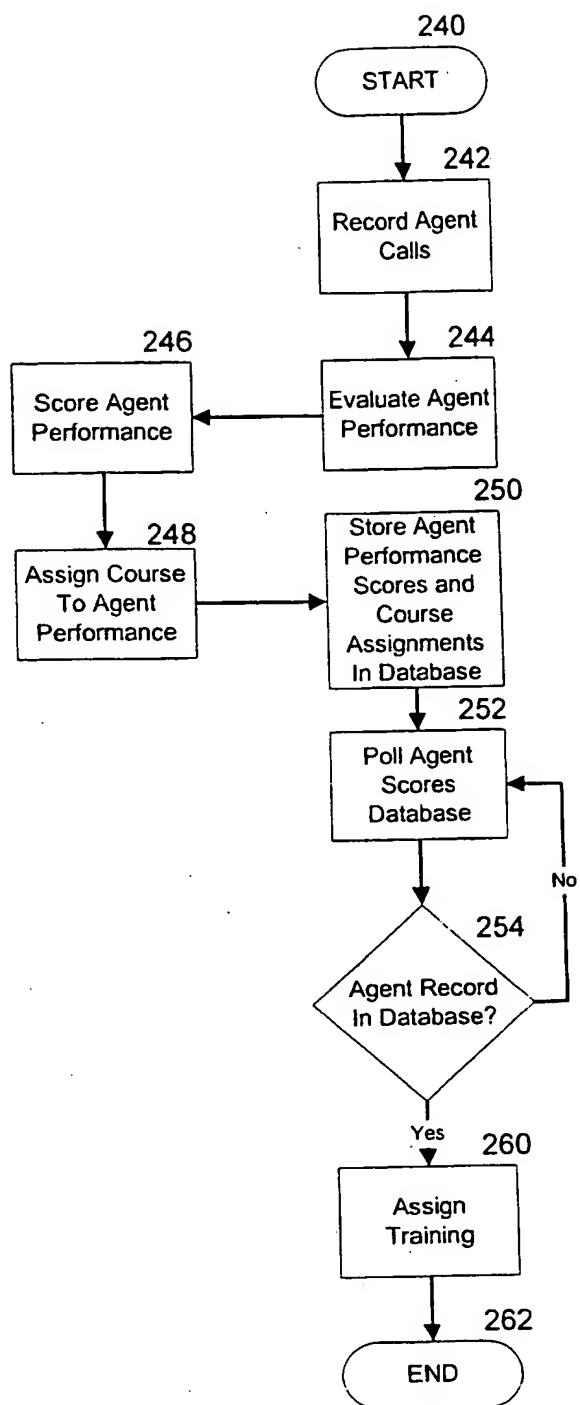 240
START
242
Record Agent
Calls
244
Evaluate Agent
Performance
246
Score Agent
Performance
248
Assign Course
To Agent
Performance
250
Store Agent
Performance
Scores and
Course
Assignments
In Database
252
Poll Agent
Scores
Database
No
254
Agent Record
In Database?
Yes
260
Assign
Training
262
END